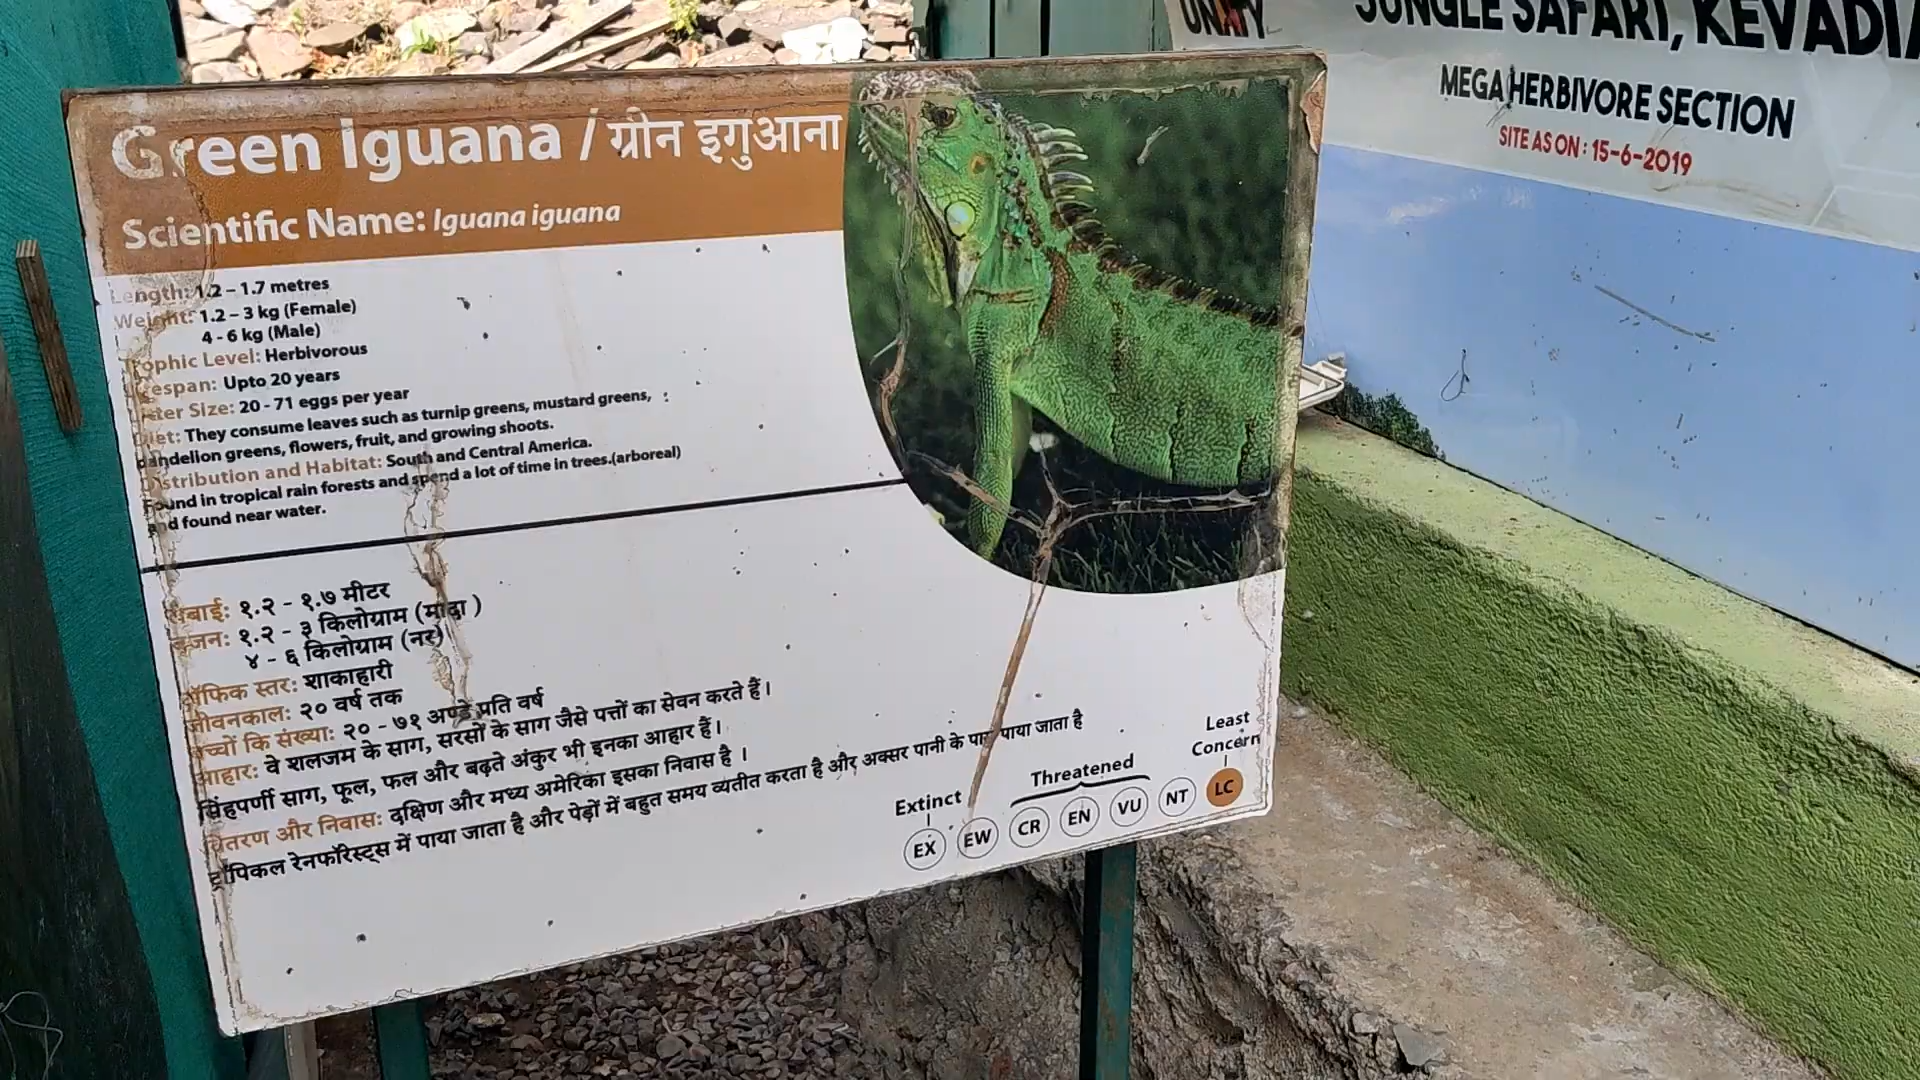 Green Iguana / ग्रीन इगुआना
Scientific Name: Iguana iguana
Length: 1.2 – 1.7 metres
Weight: 1.2 – 3 kg (Female)
4 - 6 kg (Male)
Trophic Level: Herbivorous
Lifespan: Upto 20 years
Litter Size: 20 - 71 eggs per year
Diet: They consume leaves such as turnip greens, mustard greens,
dandelion greens, flowers, fruit, and growing shoots.
Distribution and Habitat: South and Central America.
Found in tropical rain forests and spend a lot of time in trees.(arboreal)
and found near water.
लंबाई: १.२ - १.७ मीटर
वजन: १.२ - ३ किलोग्राम (मादा )
४ - ६ किलोग्राम (नर)
ट्रॉफिक स्तर: शाकाहारी
जीवनकाल: २० वर्ष तक
बच्चों कि संख्या: २० - ७१ अण्डे प्रति वर्ष
आहार: वे शलजम के साग, सरसों के साग जैसे पत्तों का सेवन करते हैं।
सिंहपर्णी साग, फूल, फल और बढ़ते अंकुर भी इनका आहार हैं।
वितरण और निवास: दक्षिण और मध्य अमेरिका इसका निवास है ।
ट्रॉपिकल रेनफॉरेस्ट्स में पाया जाता है और पेड़ों में बहुत समय व्यतीत करता है और अक्सर पानी के पास पाया जाता है
Extinct
Threatened
Least
Concern
EX EW CR EN VU NT LC
UNITY
JUNGLE SAFARI, KEVADIA
MEGA HERBIVORE SECTION
SITE AS ON : 15-6-2019